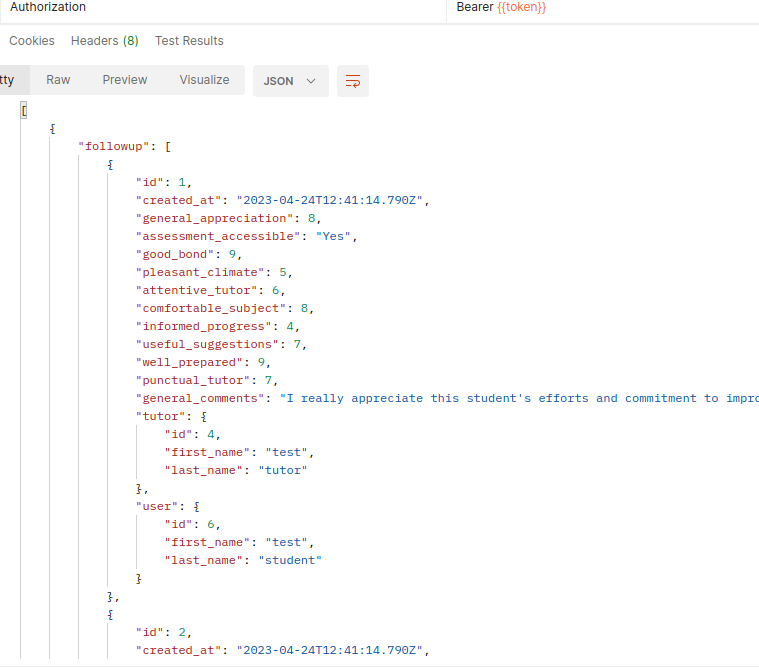 Authorization Bearer {{token}}
Cookies Headers (8) Test Results
tty Raw Preview Visualize JSON
[
{
"followup": [
{
"id": 1,
"created_at": "2023-04-24T12:41:14.790Z",
"general_appreciation": 8,
"assessment_accessible": "Yes",
"good_bond": 9,
"pleasant_climate": 5,
"attentive_tutor": 6,
"comfortable_subject": 8,
"informed_progress": 4,
"useful_suggestions": 7,
"well_prepared": 9,
"punctual_tutor": 7,
"general_comments": "I really appreciate this student's efforts and commitment to impro
"tutor": {
"id": 4,
"first_name": "test",
"last_name": "tutor"
},
"user": {
"id": 6,
"first_name": "test",
"last_name": "student"
}
},
{
"id": 2,
"created_at": "2023-04-24T12:41:14.790Z",